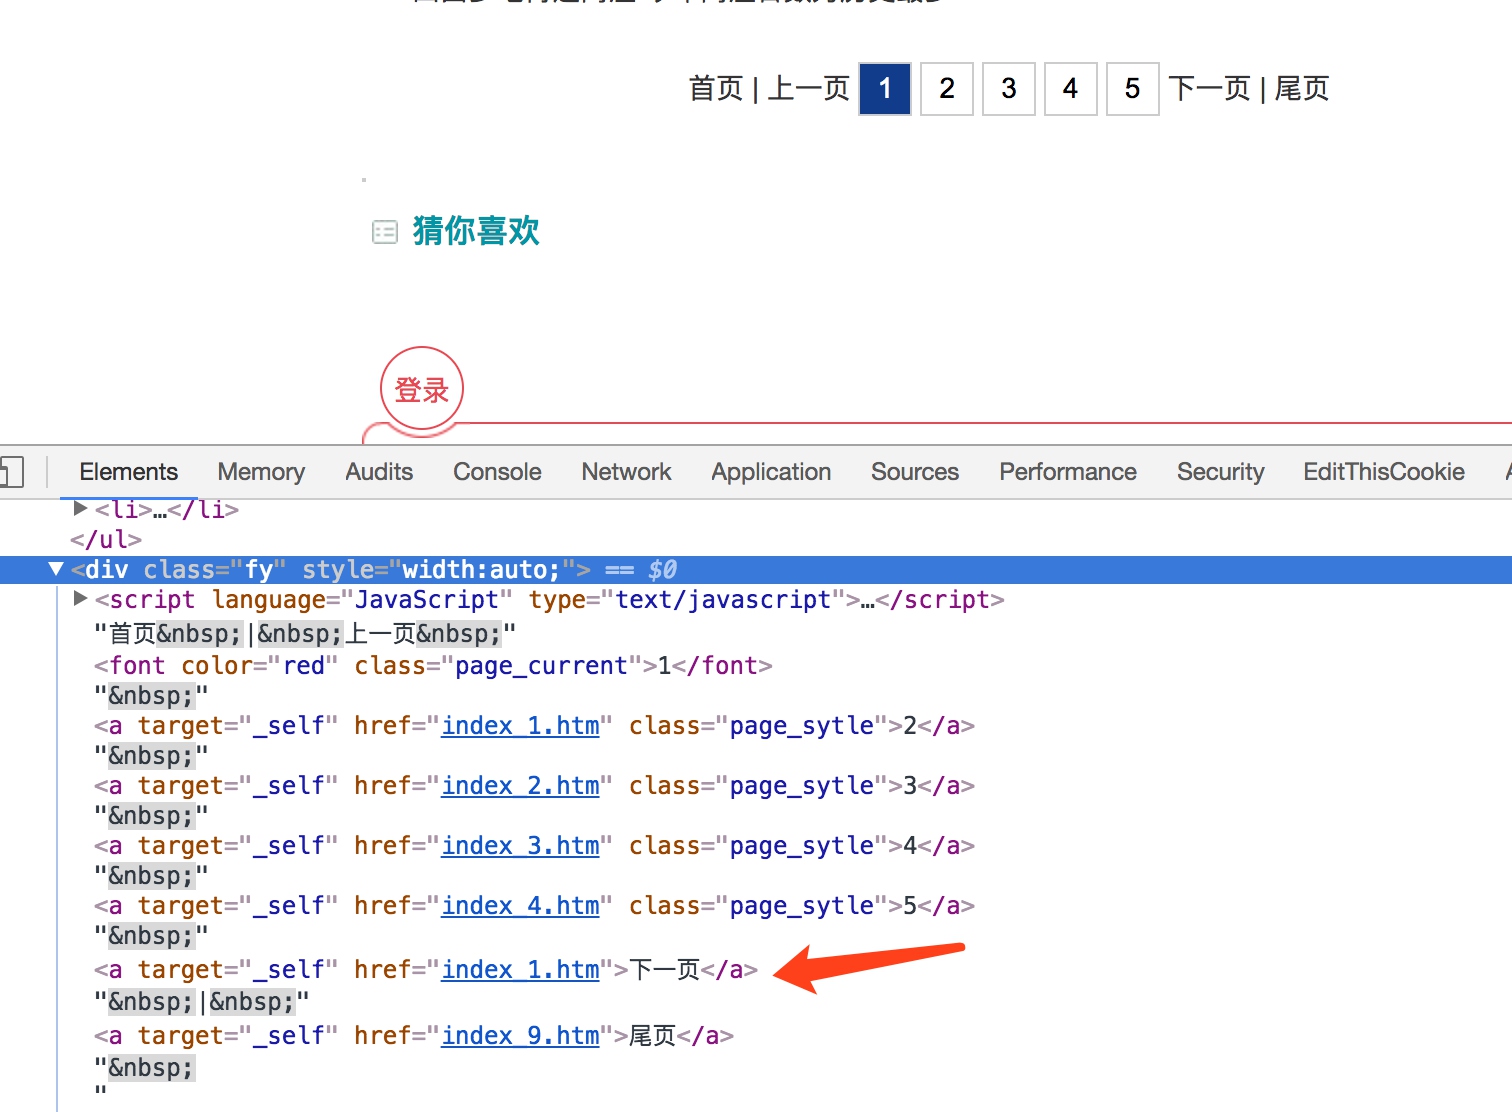 首页 | 上一页 1 2 3 4 5 下一页 | 尾页
猜你喜欢
登录
Elements Memory Audits Console Network Application Sources Performance Security EditThisCookie
<li>…</li>
</ul>
<div class="fy" style="width:auto;"> == $0
<script language="JavaScript" type="text/javascript">…</script>
"首页&nbsp;|&nbsp;上一页&nbsp;"
<font color="red" class="page_current">1</font>
"&nbsp;"
<a target="_self" href="index_1.htm" class="page_sytle">2</a>
"&nbsp;"
<a target="_self" href="index_2.htm" class="page_sytle">3</a>
"&nbsp;"
<a target="_self" href="index_3.htm" class="page_sytle">4</a>
"&nbsp;"
<a target="_self" href="index_4.htm" class="page_sytle">5</a>
"&nbsp;"
<a target="_self" href="index_1.htm">下一页</a>
"&nbsp;|&nbsp;"
<a target="_self" href="index_9.htm">尾页</a>
"&nbsp;
"